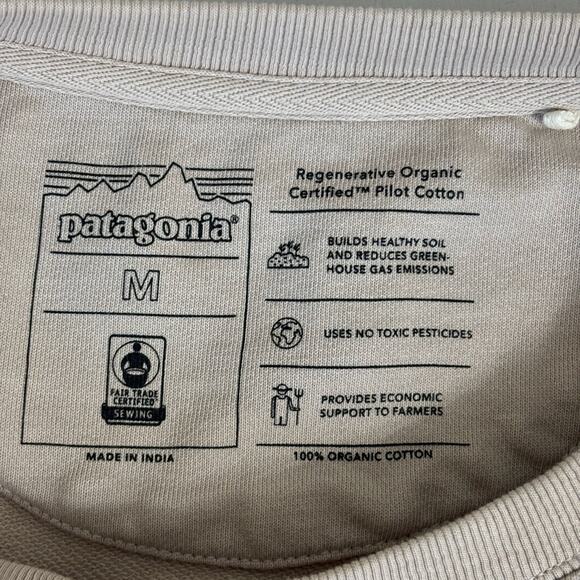 patagonia®
M
FAIR TRADE
CERTIFIED™
SEWING
MADE IN INDIA
Regenerative Organic
Certified™ Pilot Cotton
BUILDS HEALTHY SOIL
AND REDUCES GREEN-
HOUSE GAS EMISSIONS
USES NO TOXIC PESTICIDES
PROVIDES ECONOMIC
SUPPORT TO FARMERS
100% ORGANIC COTTON